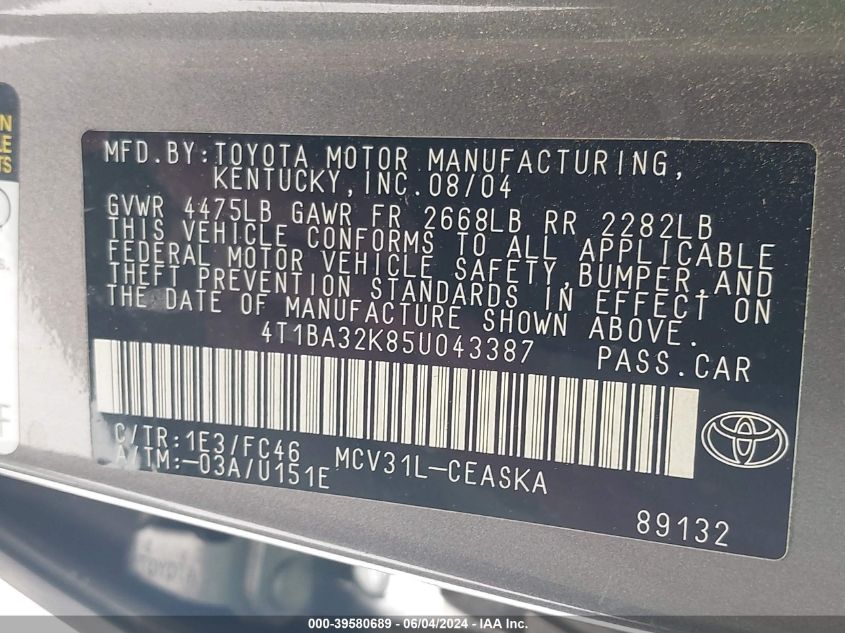 N
LE
TS
s.
F
MFD.BY:TOYOTA MOTOR MANUFACTURING,
KENTUCKY,INC.08/04
GVWR 4475LB GAWR FR 2668LB RR 2282LB
THIS VEHICLE CONFORMS TO ALL APPLICABLE
FEDERAL MOTOR VEHICLE SAFETY,BUMPER,AND
THEFT PREVENTION STANDARDS IN EFFECT ON
THE DATE OF MANUFACTURE SHOWN ABOVE.
4T1BA32K85U043387 PASS.CAR
C/TR:1E3/FC46 MCV31L-CEASKA
A/TM:-03A/U151E
89132
TOYOTA
000-39580689 - 06/04/2024 - IAA Inc.